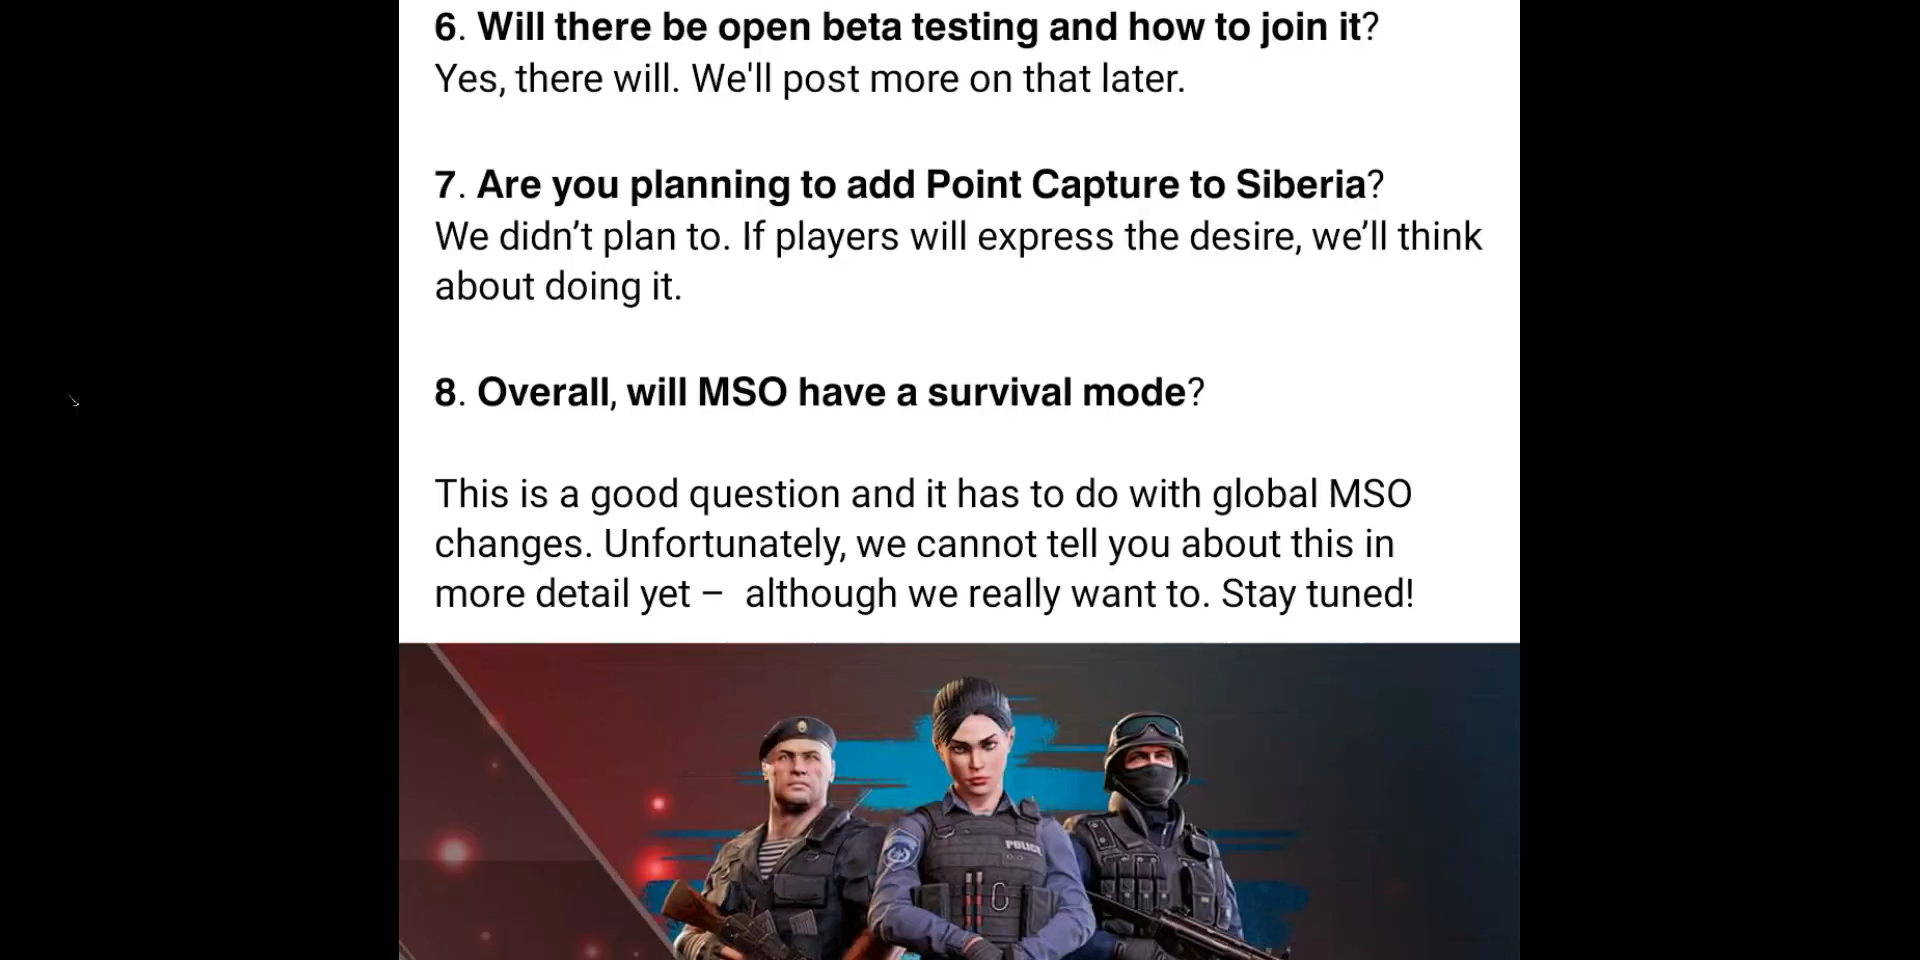 6. Will there be open beta testing and how to join it?
Yes, there will. We'll post more on that later.
7. Are you planning to add Point Capture to Siberia?
We didn’t plan to. If players will express the desire, we’ll think
about doing it.
8. Overall, will MSO have a survival mode?
This is a good question and it has to do with global MSO
changes. Unfortunately, we cannot tell you about this in
more detail yet –  although we really want to. Stay tuned!
POLICE